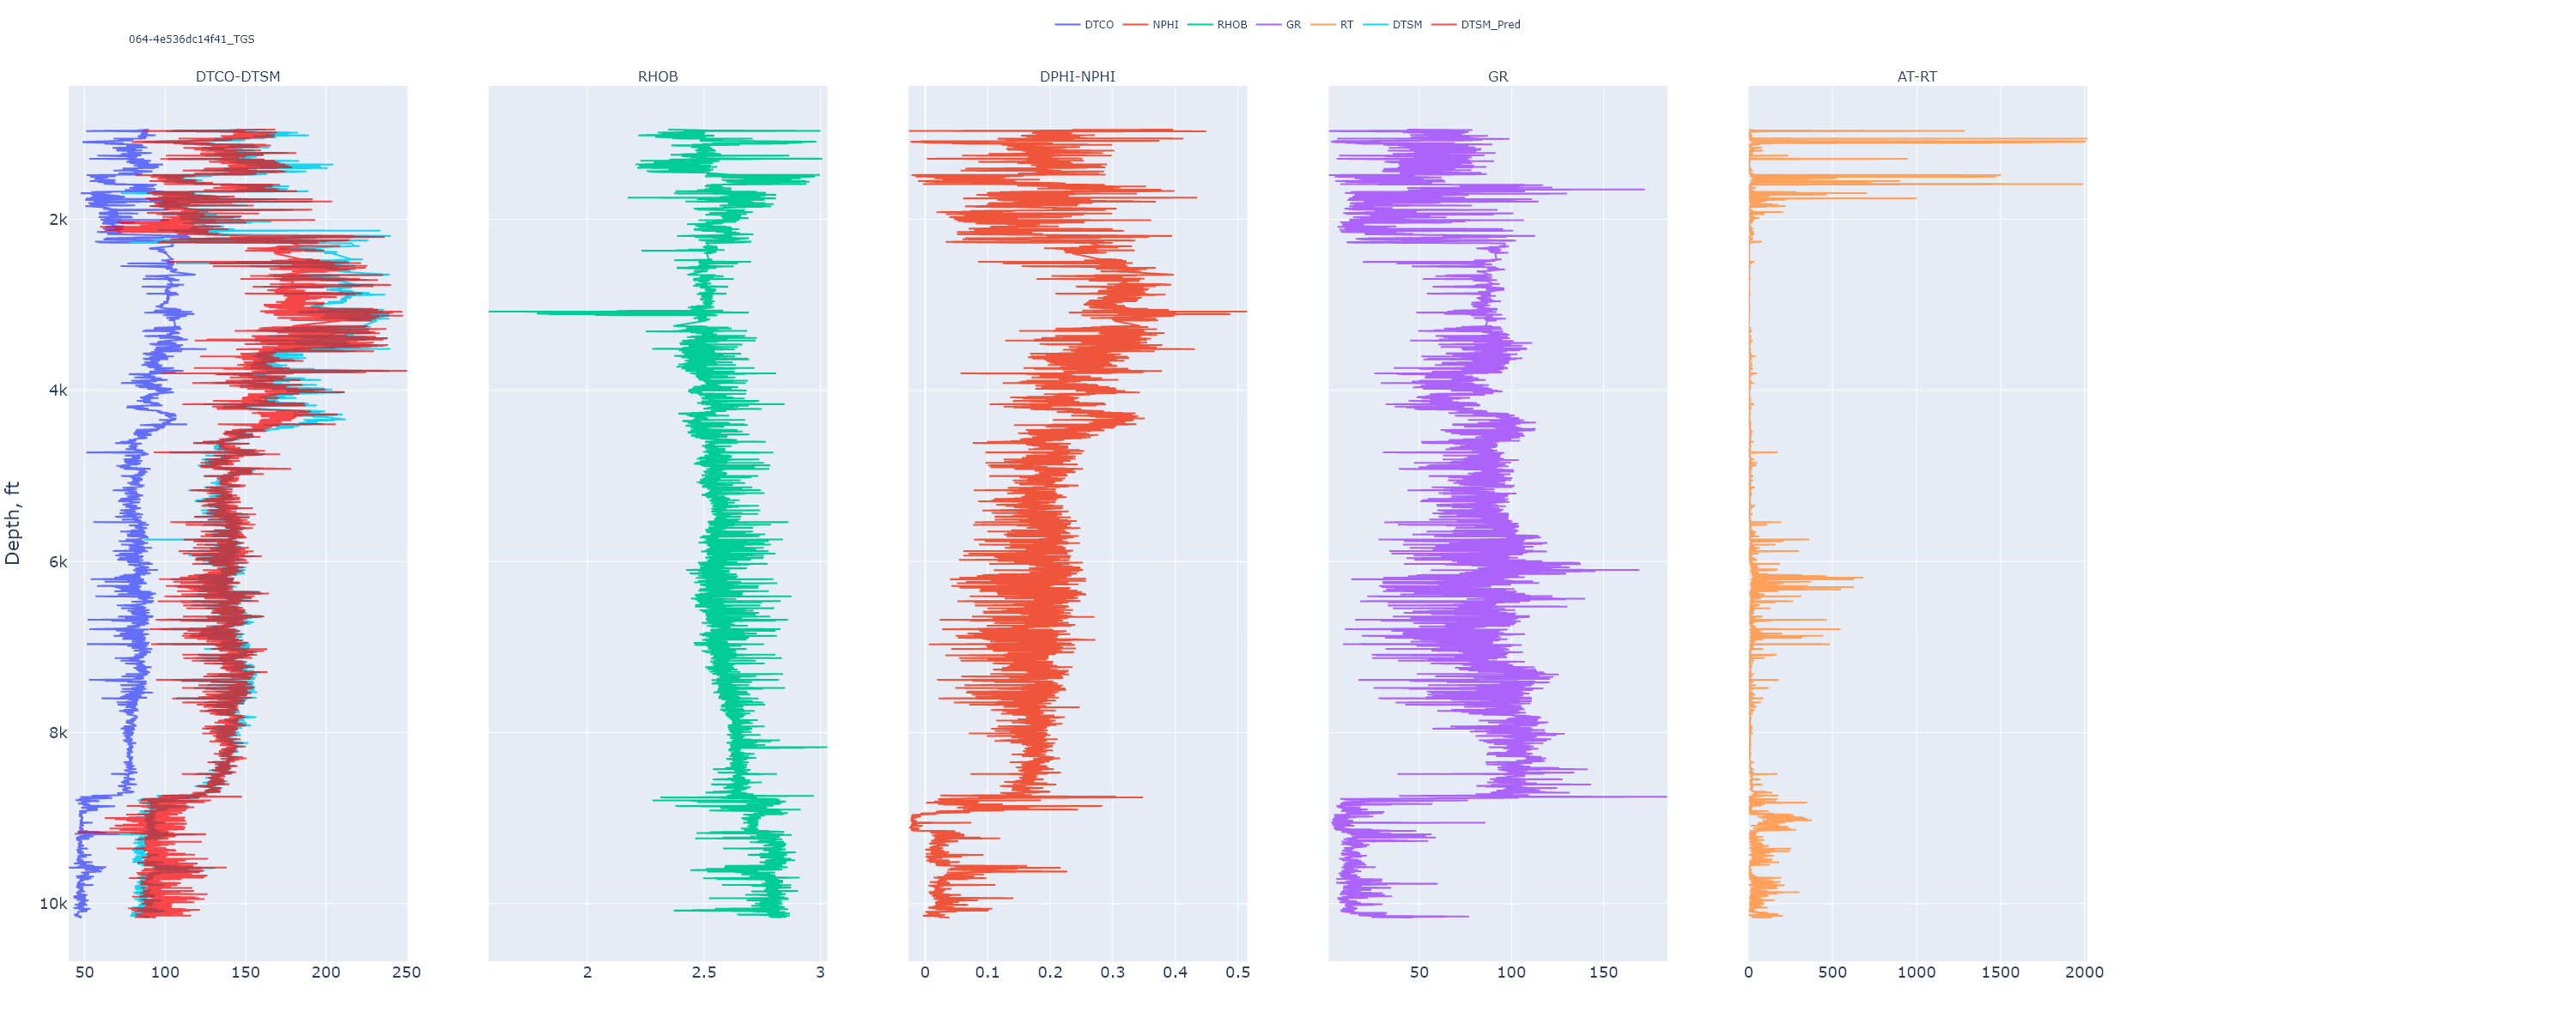 DTCO NPHI RHOB GR RT DTSM DTSM_Pred
064-4e536dc14f41_TGS
DTCO-DTSM RHOB DPHI-NPHI GR AT-RT
Depth, ft
2k
4k
6k
8k
10k
50 100 150 200 250 2 2.5 3 0 0.1 0.2 0.3 0.4 0.5 50 100 150 0 500 1000 1500 2000